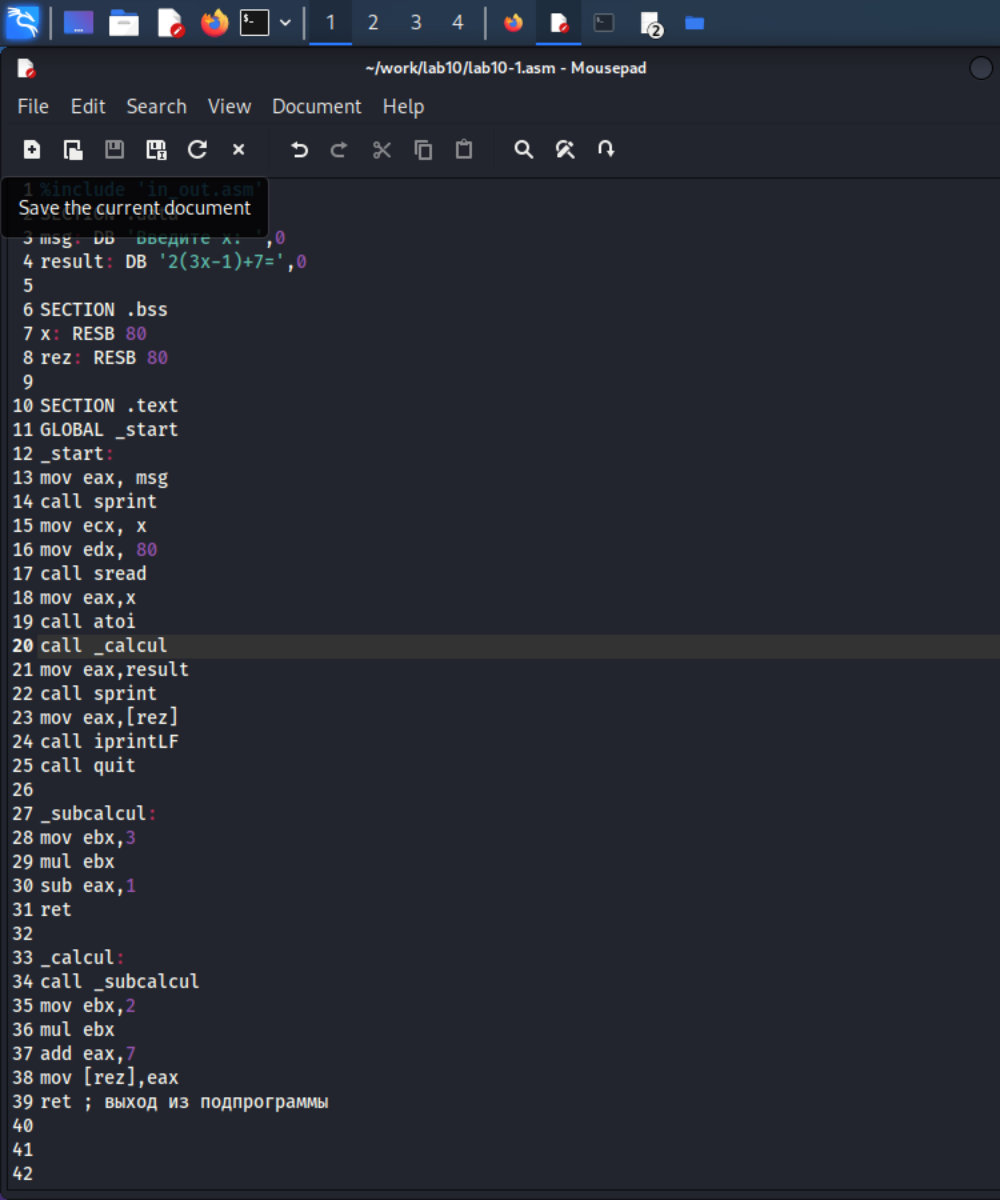 1 2 3 4
2
~/work/lab10/lab10-1.asm - Mousepad
File Edit Search View Document Help
1 %include 'in_out.asm'
Save the current document
2 SECTION .data
3 msg: DB 'Введите x: ',0
4 result: DB '2(3x-1)+7=',0
5
6 SECTION .bss
7 x: RESB 80
8 rez: RESB 80
9
10 SECTION .text
11 GLOBAL _start
12 _start:
13 mov eax, msg
14 call sprint
15 mov ecx, x
16 mov edx, 80
17 call sread
18 mov eax,x
19 call atoi
20 call _calcul
21 mov eax,result
22 call sprint
23 mov eax,[rez]
24 call iprintLF
25 call quit
26
27 _subcalcul:
28 mov ebx,3
29 mul ebx
30 sub eax,1
31 ret
32
33 _calcul:
34 call _subcalcul
35 mov ebx,2
36 mul ebx
37 add eax,7
38 mov [rez],eax
39 ret ; выход из подпрограммы
40
41
42